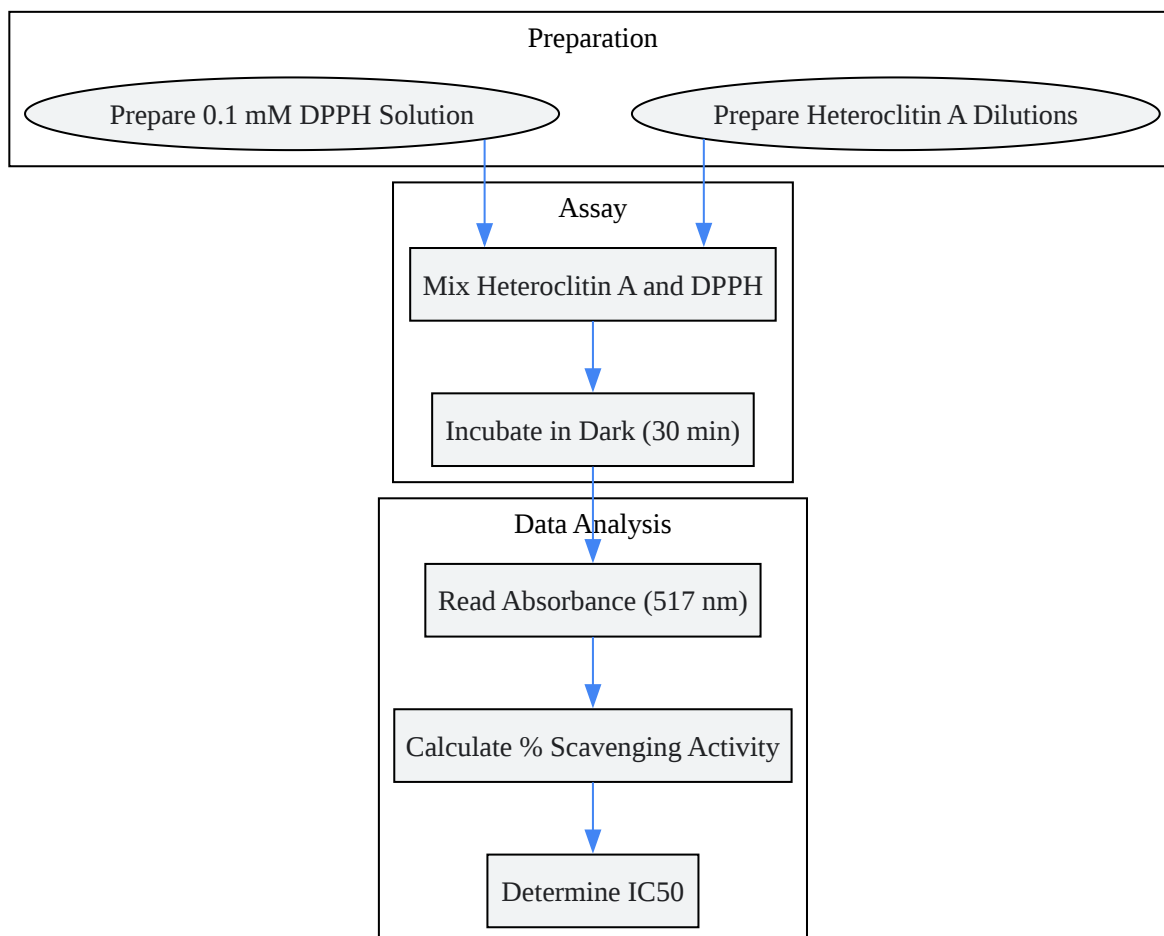 Preparation
Prepare 0.1 mM DPPH Solution
Prepare Heteroclitin A Dilutions
Assay
Mix Heteroclitin A and DPPH
Incubate in Dark (30 min)
Data Analysis
Read Absorbance (517 nm)
Calculate % Scavenging Activity
Determine IC50